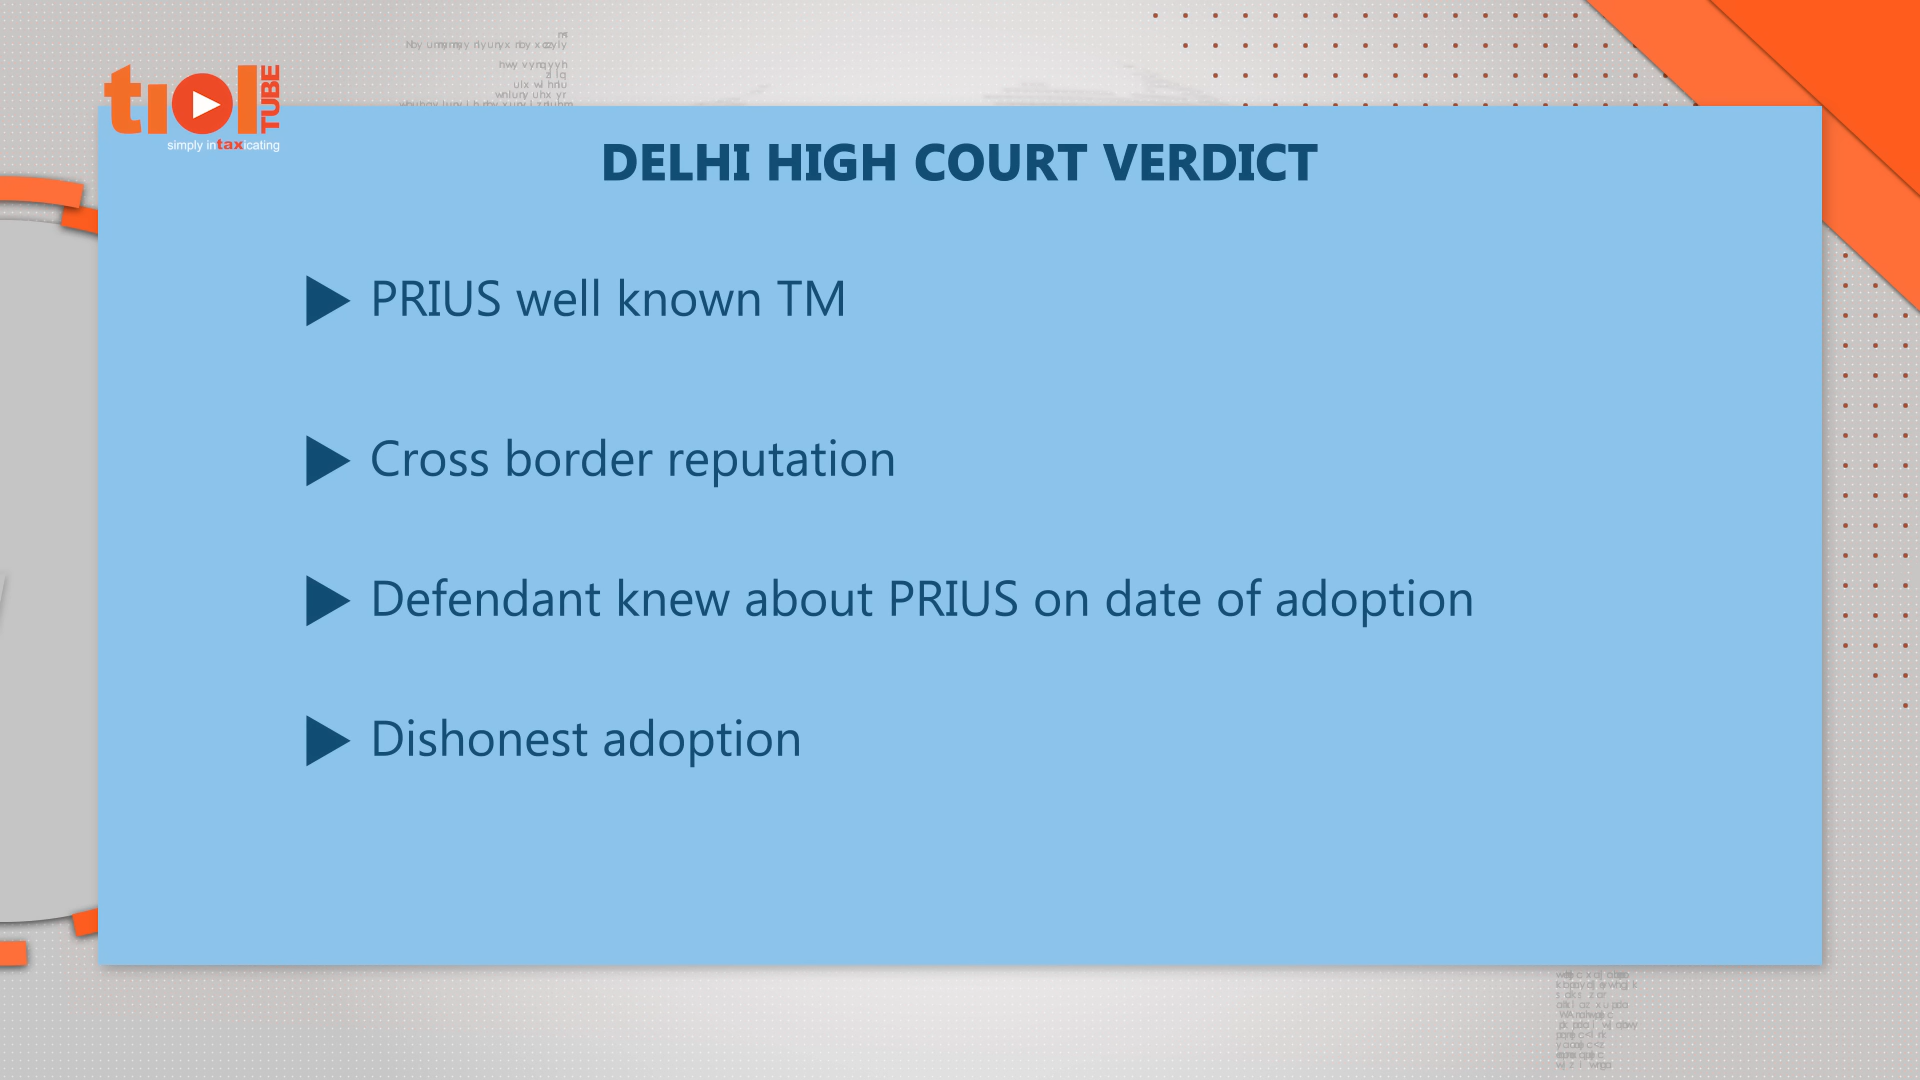 tiol TUBE
simply intaxicating
DELHI HIGH COURT VERDICT
PRIUS well known TM
Cross border reputation
Defendant knew about PRIUS on date of adoption
Dishonest adoption